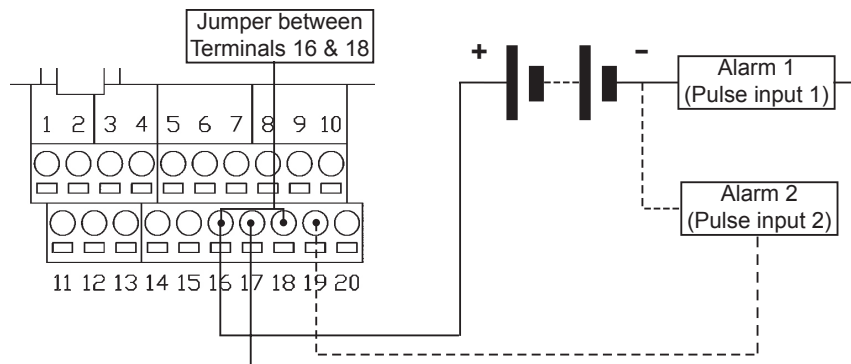 Jumper between
Terminals 16 & 18
+
–
Alarm 1
(Pulse input 1)
1 2 3 4 5 6 7 8 9 10
Alarm 2
(Pulse input 2)
11 12 13 14 15 16 17 18 19 20